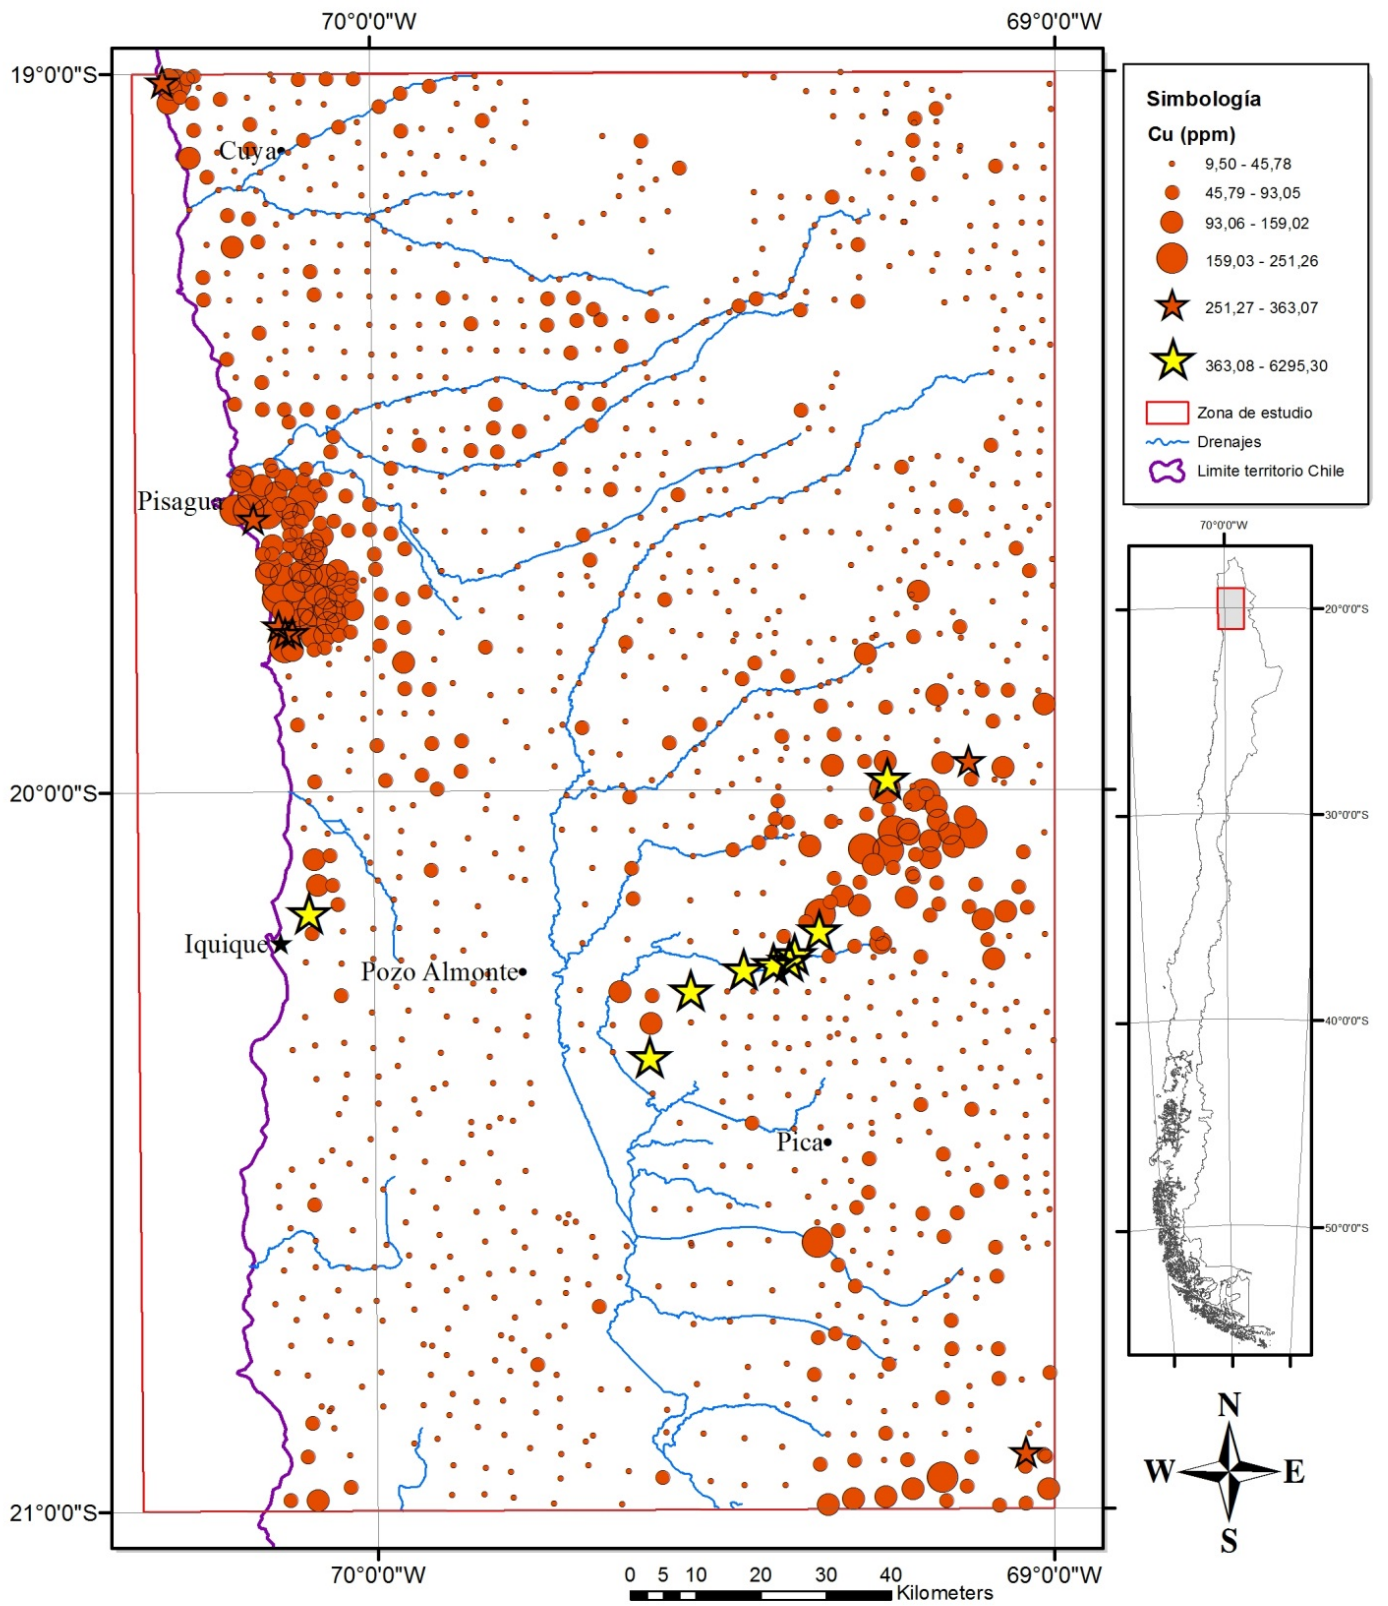 70°0'0"W
69°0'0"W
19°0'0"S
Cuya
Pisagua
20°0'0"S
Iquique
Pozo Almonte
Pica
21°0'0"S
70°0'0"W
69°0'0"W
0 5 10 20 30 40
Kilometers
Simbología
Cu (ppm)
9,50 - 45,78
45,79 - 93,05
93,06 - 159,02
159,03 - 251,26
251,27 - 363,07
363,08 - 6295,30
Zona de estudio
Drenajes
Limite territorio Chile
70°0'0"W
20°0'0"S
30°0'0"S
40°0'0"S
50°0'0"S
N
W E
S